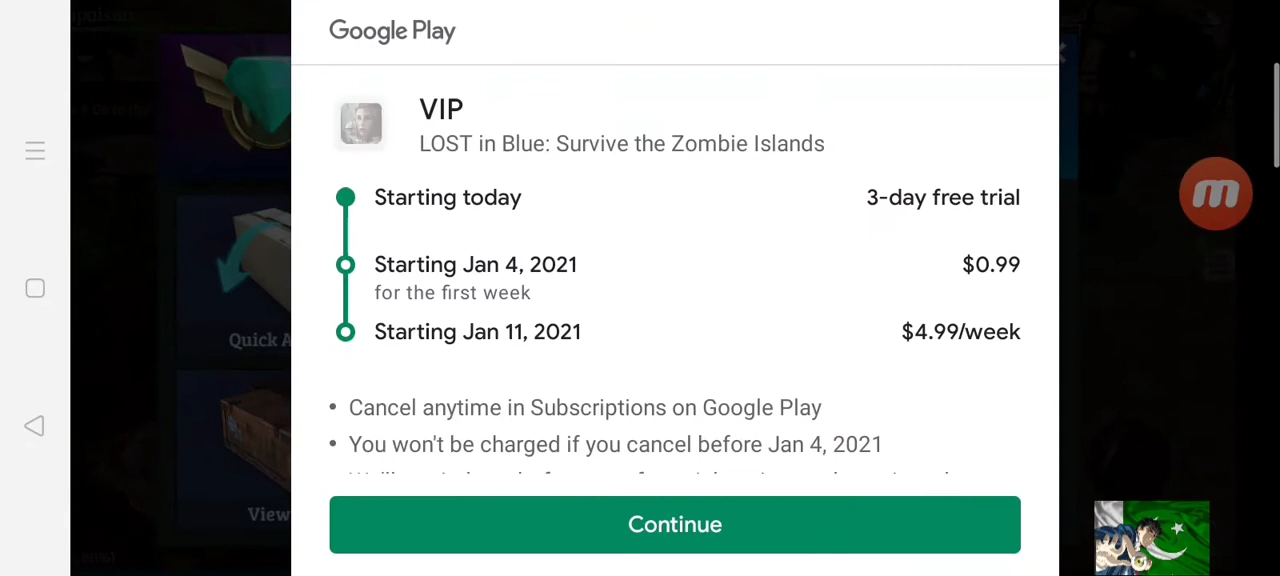 Google Play
VIP
LOST in Blue: Survive the Zombie Islands
Starting today 3-day free trial
Starting Jan 4, 2021 $0.99
for the first week
Starting Jan 11, 2021 $4.99/week
• Cancel anytime in Subscriptions on Google Play
• You won't be charged if you cancel before Jan 4, 2021
Continue
Quick
View